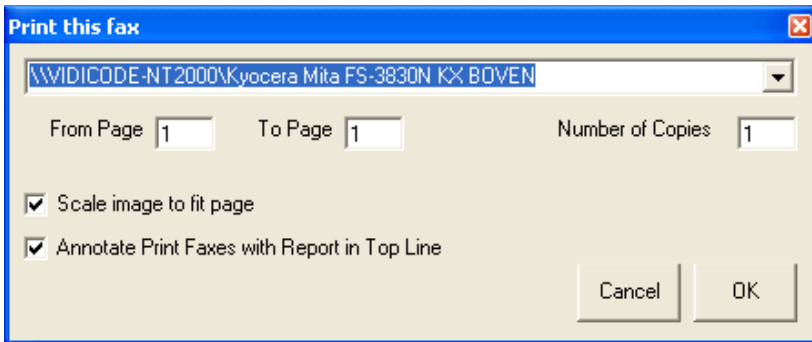 Print this fax
\\VIDICODE-NT2000\Kyocera Mita FS-3830N KX BOVEN
From Page 1 To Page 1 Number of Copies 1
Scale image to fit page
Annotate Print Faxes with Report in Top Line
Cancel OK